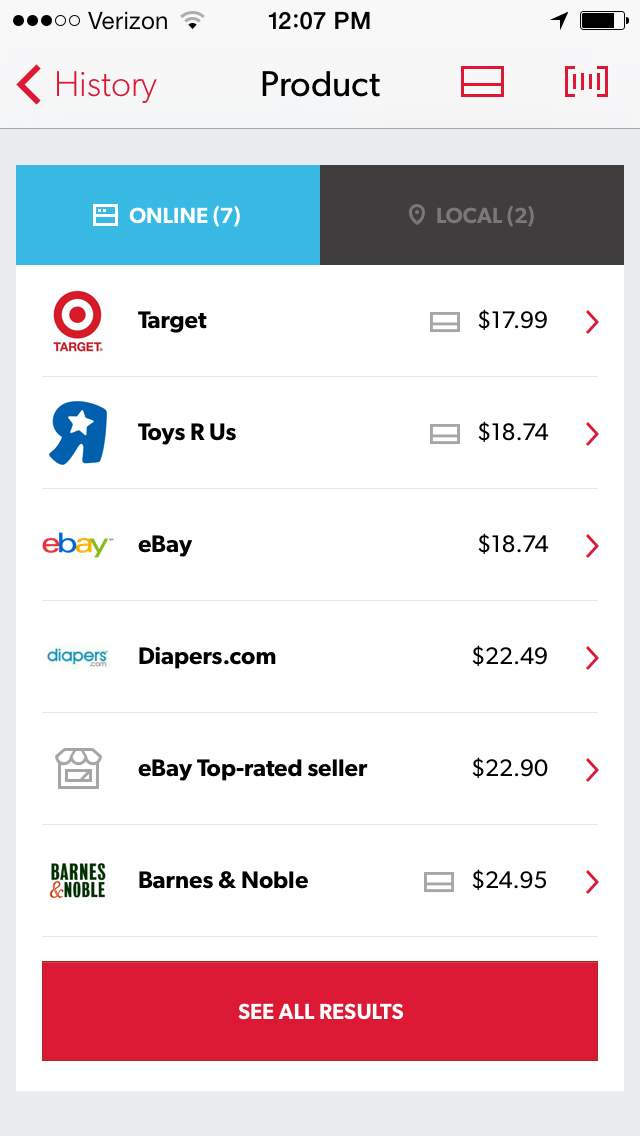 Verizon 12:07 PM
History Product
ONLINE (7) LOCAL (2)
TARGET. Target $17.99
R Toys R Us $18.74
ebay™ eBay $18.74
diapers.com Diapers.com $22.49
eBay Top-rated seller $22.90
BARNES
&NOBLE Barnes & Noble $24.95
SEE ALL RESULTS